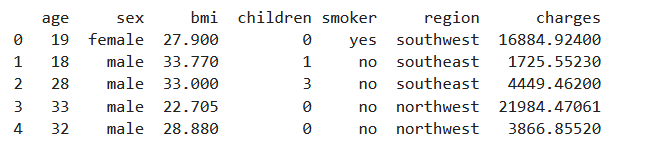 age sex bmi children smoker region charges
0 19 female 27.900 0 yes southwest 16884.92400
1 18 male 33.770 1 no southeast 1725.55230
2 28 male 33.000 3 no southeast 4449.46200
3 33 male 22.705 0 no northwest 21984.47061
4 32 male 28.880 0 no northwest 3866.85520